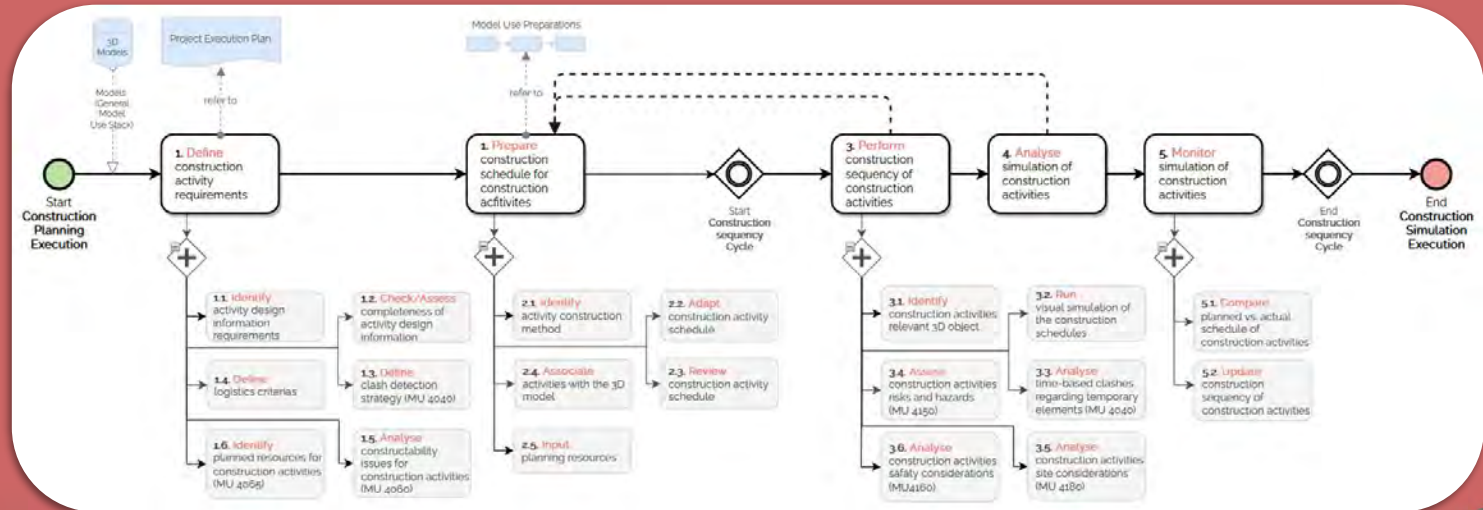 3D
Models
Project Execution Plan
Model Use Preparations
Models
(General
Model
Use Stack)
refer to
refer to
1. Define
construction
activity
requirements
1. Prepare
construction
schedule for
construction
acfitivites
3. Perform
construction
sequency of
construction
activities
4. Analyse
simulation of
construction
activities
5. Monitor
simulation of
construction
activities
Start
Construction
Planning
Execution
Start
Construction
sequency
Cycle
End
Construction
sequency
Cycle
End
Construction
Simulation
Execution
1.1. Identify
activity design
information
requirements
1.2. Check/Assess
completeness of
activity design
information
1.4. Define
logistics criterias
1.3. Define
clash detection
strategy (MU 4040)
1.6. Identify
planned resources for
construction activities
(MU 4065)
1.5. Analyse
constructability
issues for
construction activities
(MU 4060)
2.1. Identify
activity construction
method
2.2. Adapt
construction activity
schedule
2.4. Associate
activities with the 3D
model
2.3. Review
construction activity
schedule
2.5. Input
planning resources
3.1. Identify
construction activities
relevant 3D object
3.2. Run
visual simulation of
the construction
schedules
3.4. Assess
construction activities
risks and hazards
(MU 4150)
3.3. Analyse
time-based clashes
regarding temporary
elements (MU 4040)
3.6. Analyse
construction activities
safaty considerations
(MU4160)
3.5. Analyse
construction activities
site considerations
(MU 4180)
5.1. Compare
planned vs. actual
schedule of
construction activities
5.2. Update
construction
sequency of
construction activities